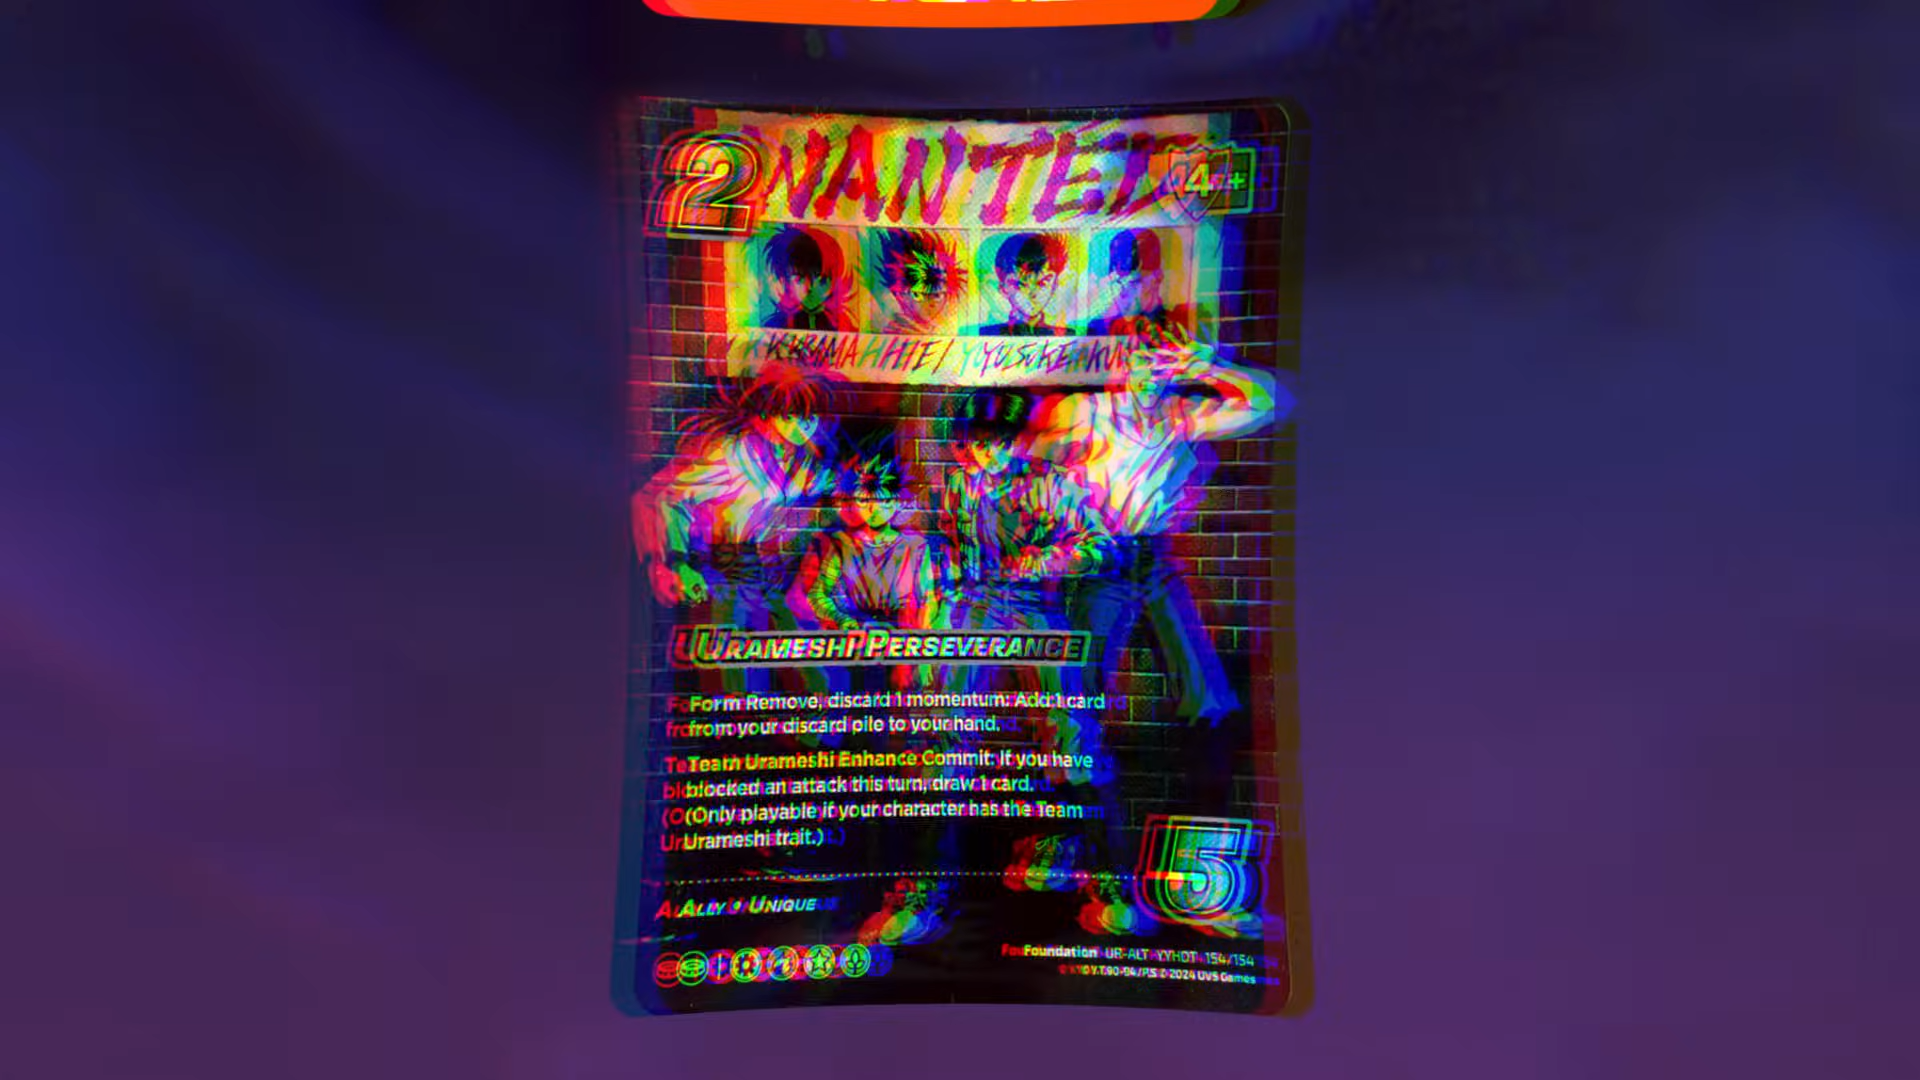 2 WANTED
KURAMA HIEI YUSUKE
URAMESHI PERSEVERANCE
Form Remove, discard 1 momentum: Add 1 card
from your discard pile to your hand.
Team Urameshi Enhance Commit: If you have
blocked an attack this turn, draw 1 card.
(Only playable if your character has the Team
Urameshi trait.)
5
ALLY • UNIQUE
Foundation UR-ALT YYHDT 154/154
2024 UVS Games